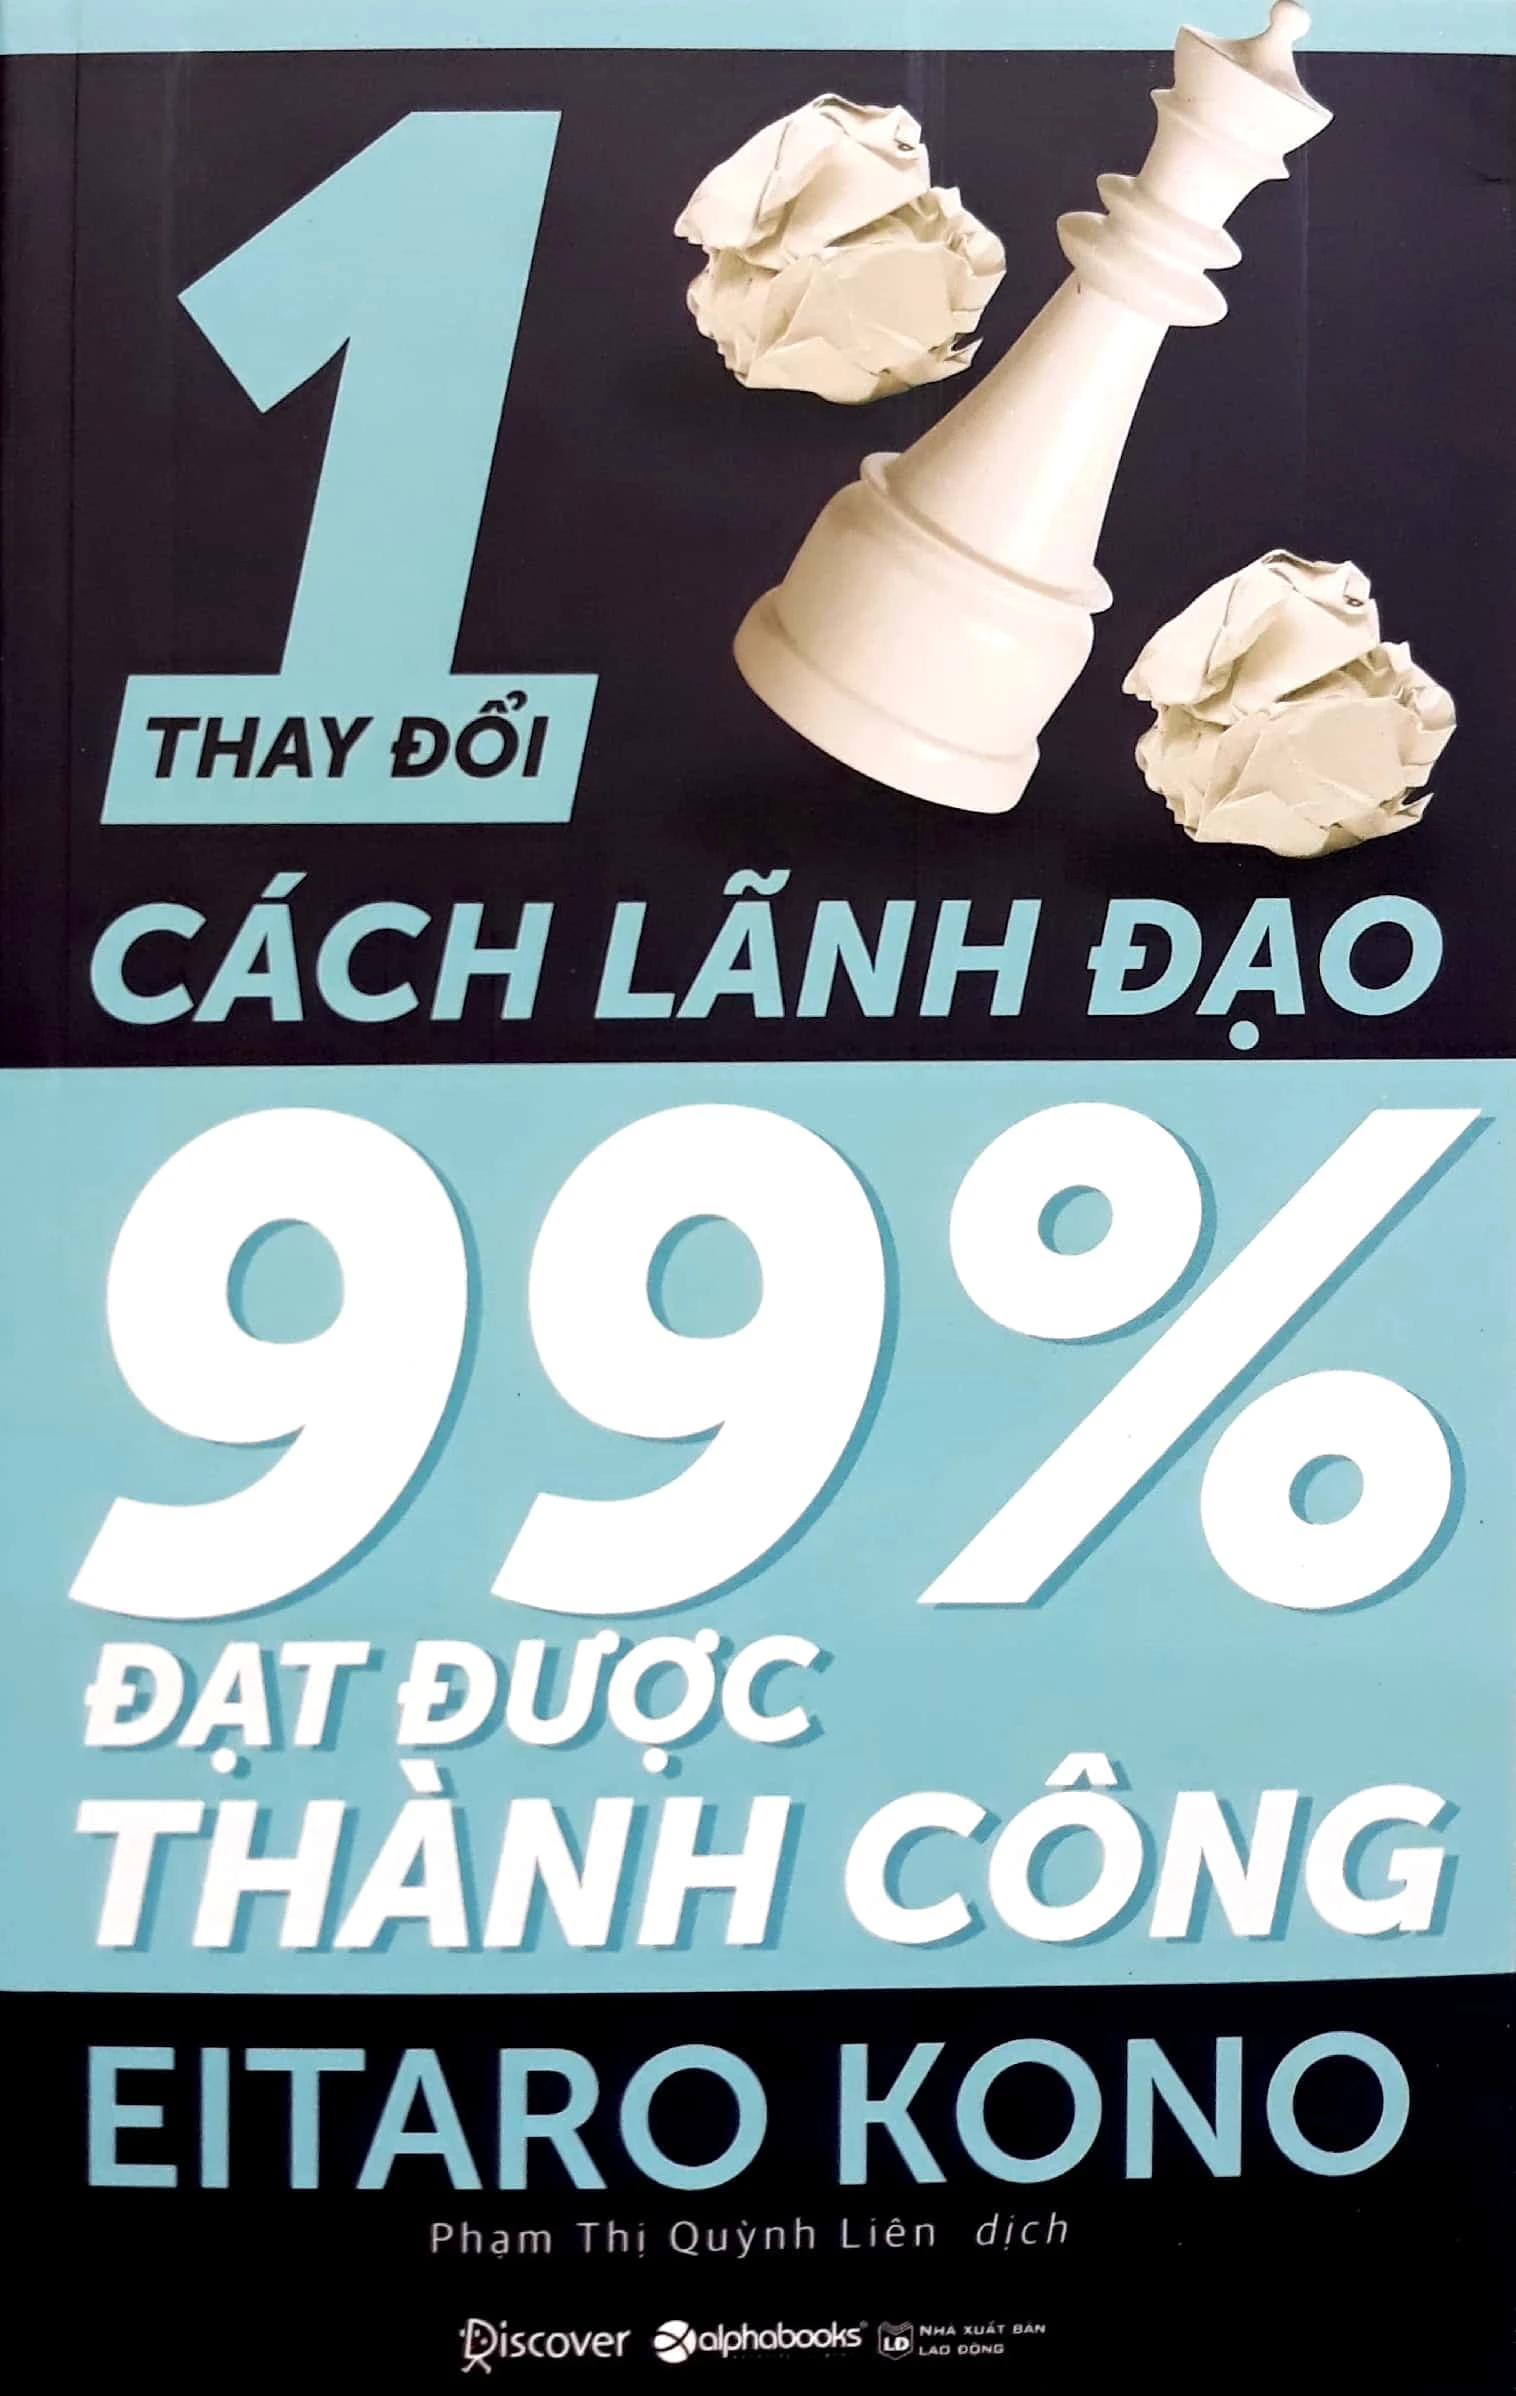 1%
THAY ĐỔI
CÁCH LÃNH ĐẠO
99%
ĐẠT ĐƯỢC
THÀNH CÔNG
EITARO KONO
Phạm Thị Quỳnh Liên dịch
Discover alphabooks® LĐ NHÀ XUẤT BẢN
LAO ĐỘNG